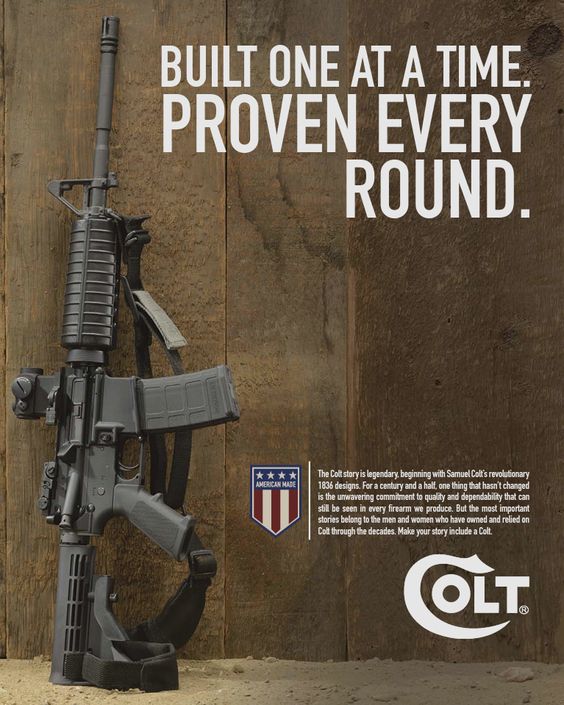 BUILT ONE AT A TIME.
PROVEN EVERY
ROUND.
AMERICAN MADE
The Colt story is legendary, beginning with Samuel Colt's revolutionary
1836 designs. For a century and a half, one thing that hasn't changed
is the unwavering commitment to quality and dependability that can
still be seen in every firearm we produce. But the most important
stories belong to the men and women who have owned and relied on
Colt through the decades. Make your story include a Colt.
COLT®